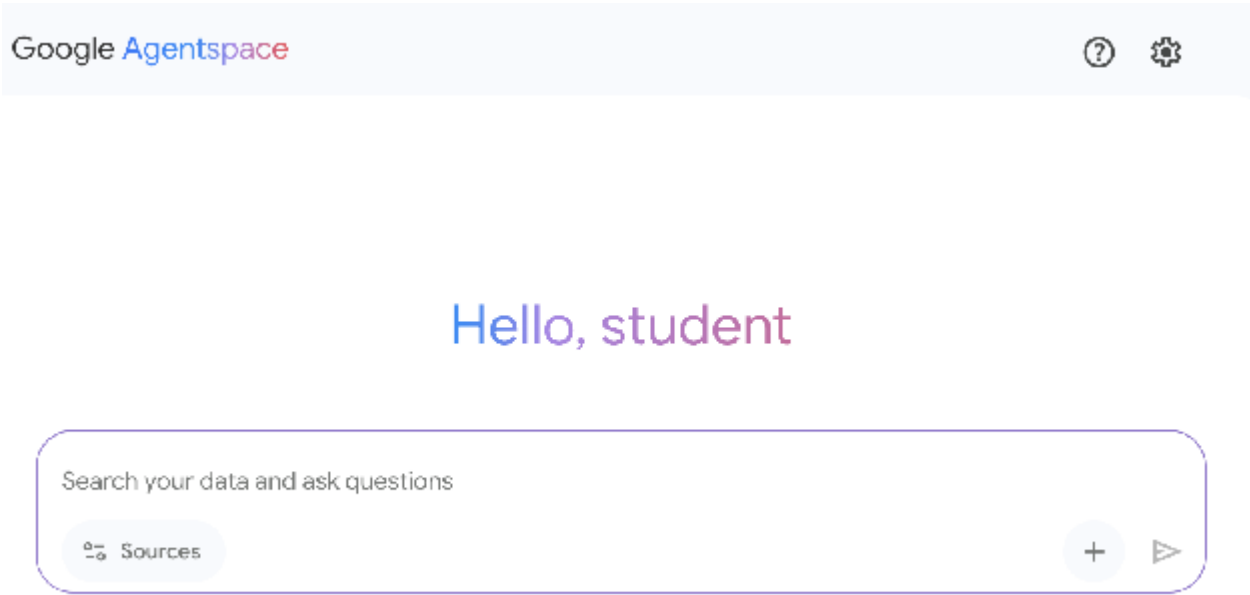 Google Agentspace
Hello, student
Search your data and ask questions
Sources